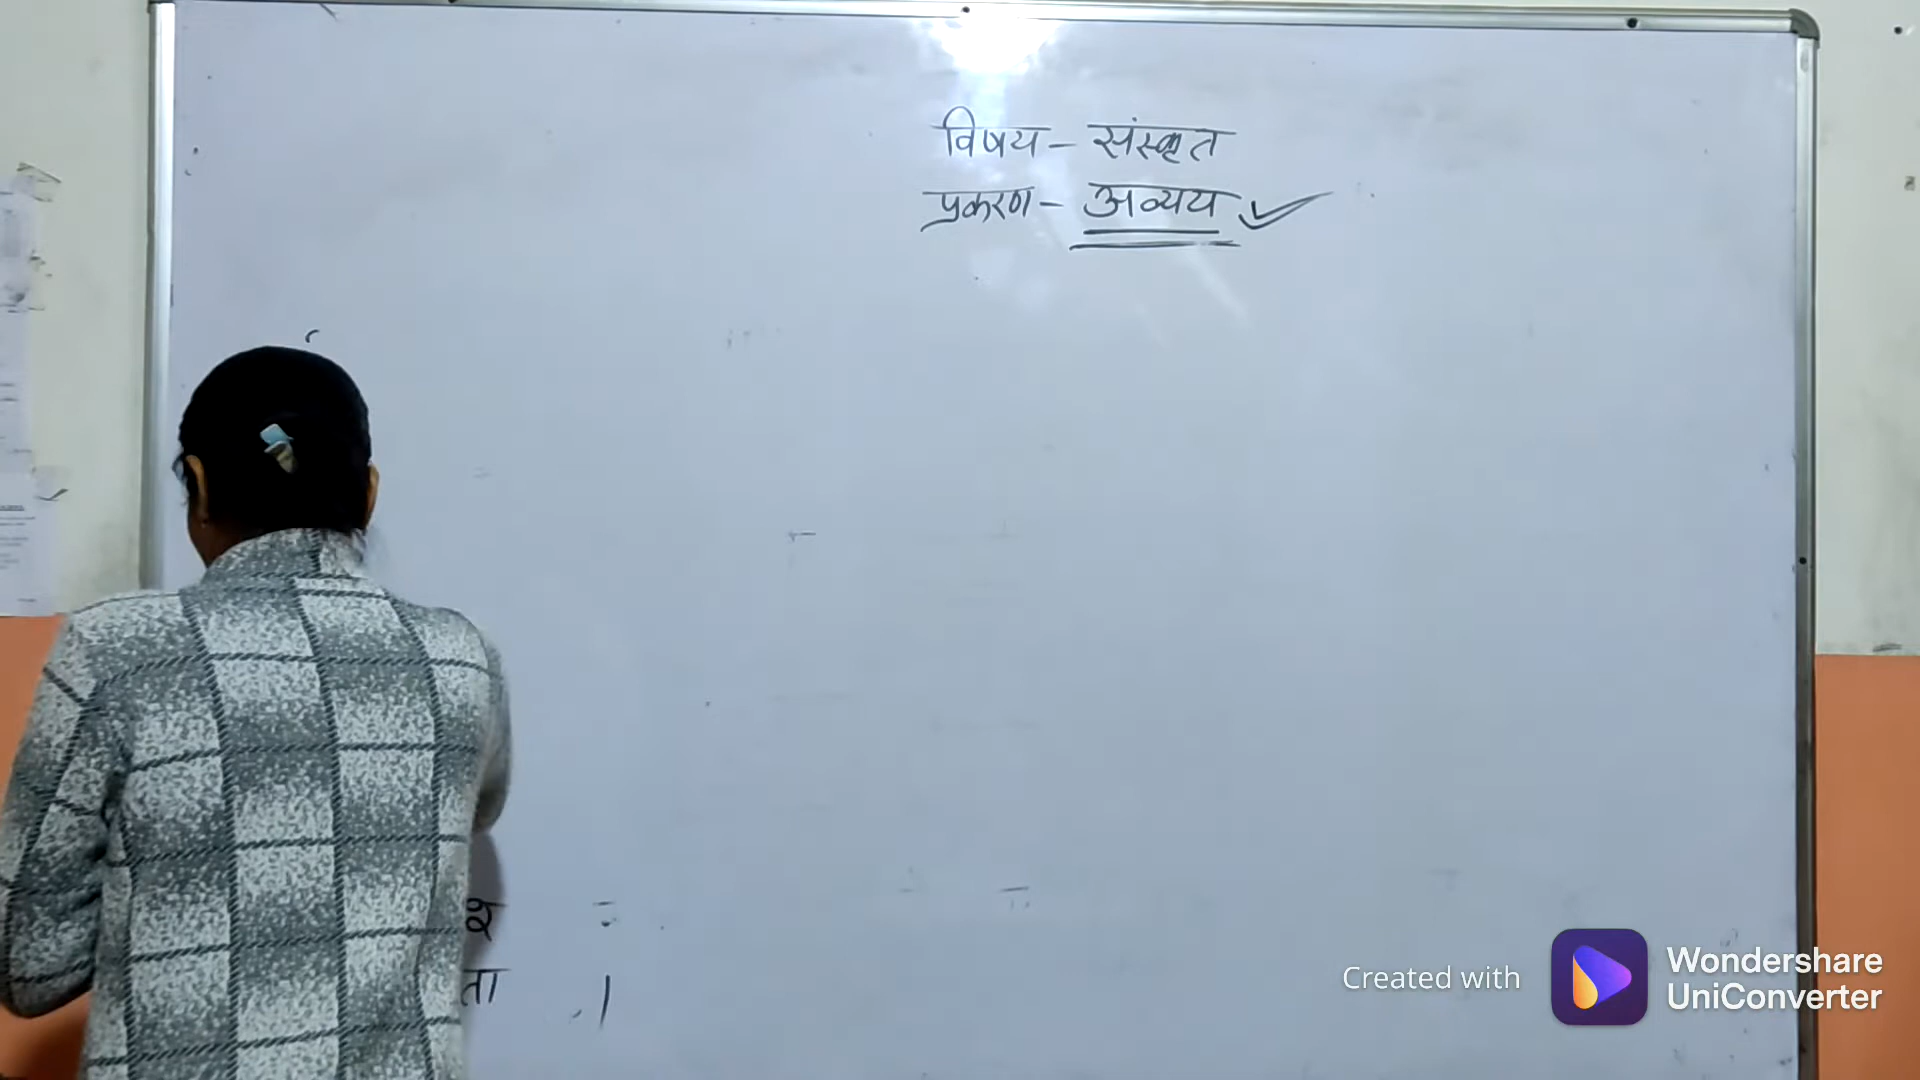 विषय - संस्कृत
प्रकरण - अव्यय
ता
Created with
Wondershare
UniConverter